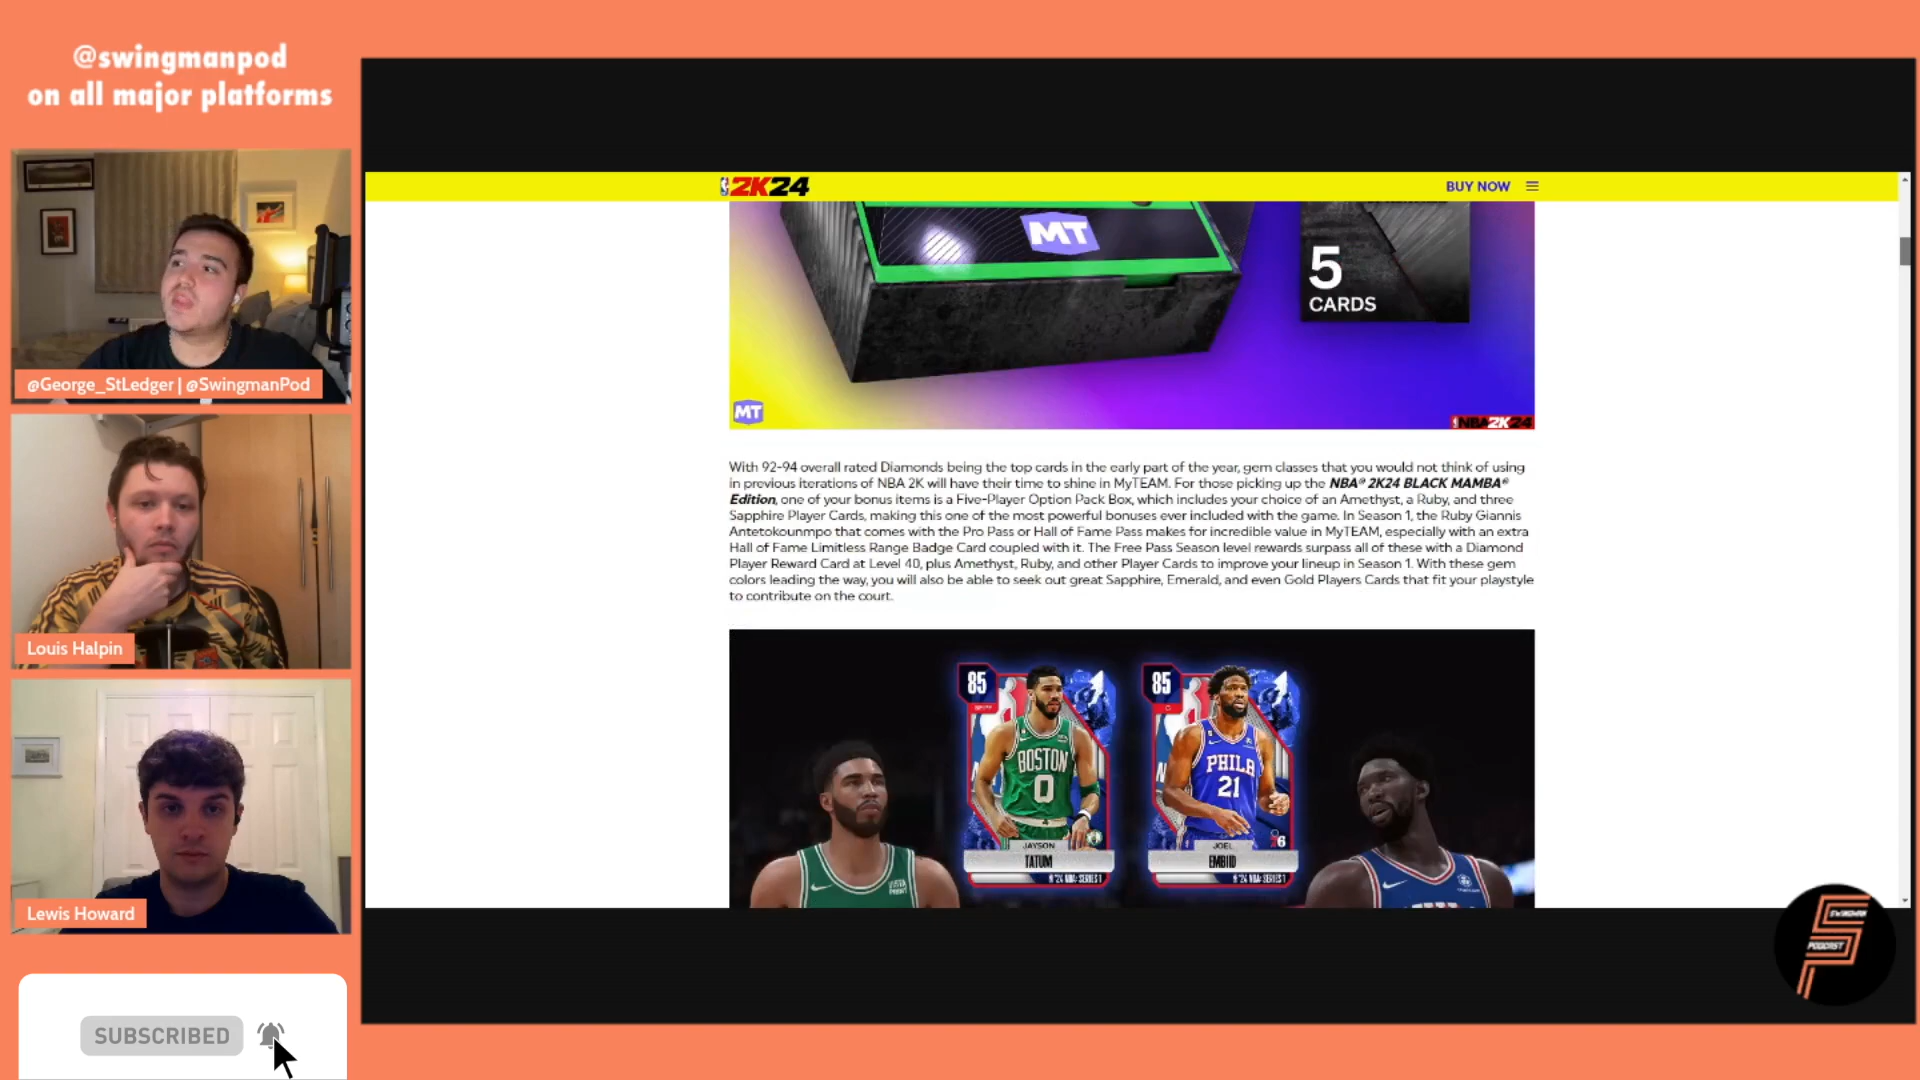 @swingmanpod
on all major platforms
@George_StLedger | @SwingmanPod
Louis Halpin
Lewis Howard
SUBSCRIBED
2K24
BUY NOW
MT
5
CARDS
MT
NBA2K24
With 92-94 overall rated Diamonds being the top cards in the early part of the year, gem classes that you would not think of using
in previous iterations of NBA 2K will have their time to shine in MyTEAM. For those picking up the NBA® 2K24 BLACK MAMBA®
Edition, one of your bonus items is a Five-Player Option Pack Box, which includes your choice of an Amethyst, a Ruby, and three
Sapphire Player Cards, making this one of the most powerful bonuses ever included with the game. In Season 1, the Ruby Giannis
Antetokounmpo that comes with the Pro Pass or Hall of Fame Pass makes for incredible value in MyTEAM, especially with an extra
Hall of Fame Limitless Range Badge Card coupled with it. The Free Pass Season level rewards surpass all of these with a Diamond
Player Reward Card at Level 40, plus Amethyst, Ruby, and other Player Cards to improve your lineup in Season 1. With these gem
colors leading the way, you will also be able to seek out great Sapphire, Emerald, and even Gold Players Cards that fit your playstyle
to contribute on the court.
85
BOSTON
0
JAYSON
TATUM
'24 NBA: SERIES 1
85
PHILA
21
76
JOEL
EMBIID
'24 NBA: SERIES 1
SWINGMAN
PODCAST